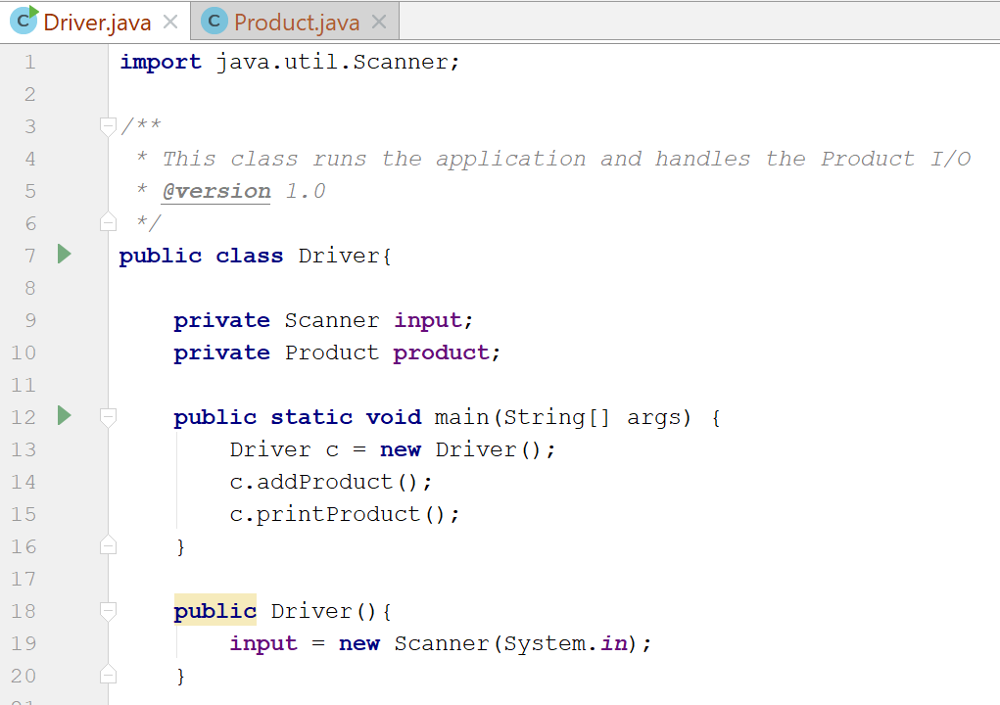 C Driver.java × C Product.java ×
1 import java.util.Scanner;
2
3 /**
4  * This class runs the application and handles the Product I/O
5  * @version 1.0
6  */
7 public class Driver{
8
9     private Scanner input;
10     private Product product;
11
12     public static void main(String[] args) {
13         Driver c = new Driver();
14         c.addProduct();
15         c.printProduct();
16     }
17
18     public Driver(){
19         input = new Scanner(System.in);
20     }